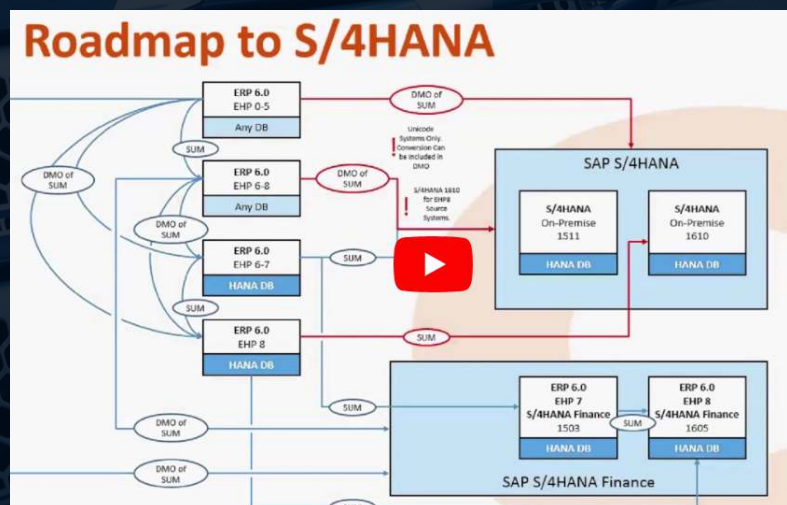 Roadmap to S/4HANA
ERP 6.0
EHP 0-5
Any DB
DMO of
SUM
SUM
Unicode
Systems Only.
Conversion Can
be included in
DMO
!
DMO of
SUM
ERP 6.0
EHP 6-8
Any DB
DMO of
SUM
S/4HANA 1610
for EHP8
Source
Systems.
!
DMO of
SUM
ERP 6.0
EHP 6-7
HANA DB
SUM
SUM
ERP 6.0
EHP 8
HANA DB
SUM
SAP S/4HANA
S/4HANA
On-Premise
1511
HANA DB
S/4HANA
On-Premise
1610
HANA DB
SUM
DMO of
SUM
DMO of
SUM
ERP 6.0
EHP 7
S/4HANA Finance
1503
HANA DB
SUM
ERP 6.0
EHP 8
S/4HANA Finance
1605
HANA DB
SAP S/4HANA Finance